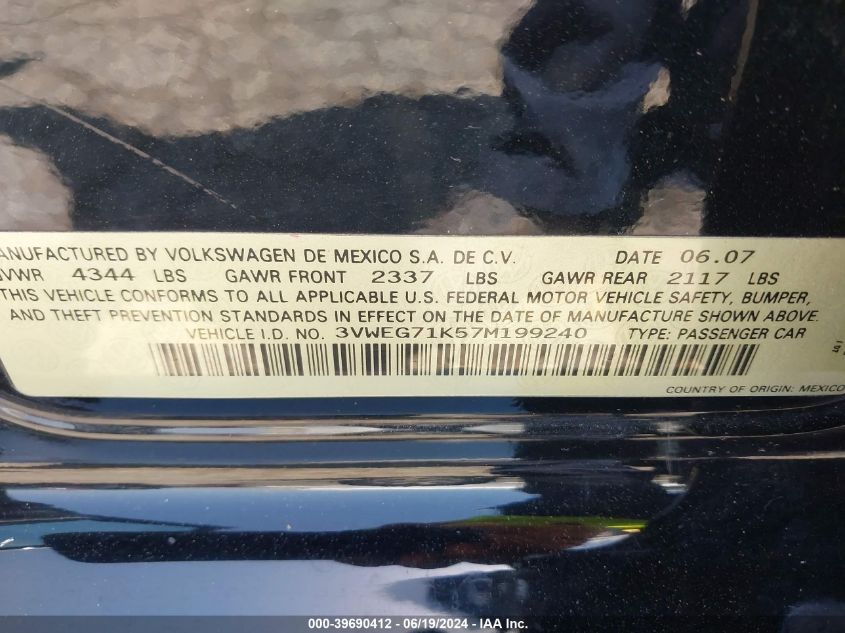 ANUFACTURED BY VOLKSWAGEN DE MEXICO S.A. DE C.V. DATE 06.07
VWR 4344 LBS GAWR FRONT 2337 LBS GAWR REAR 2117 LBS
THIS VEHICLE CONFORMS TO ALL APPLICABLE U.S. FEDERAL MOTOR VEHICLE SAFETY, BUMPER,
AND THEFT PREVENTION STANDARDS IN EFFECT ON THE DATE OF MANUFACTURE SHOWN ABOVE.
VEHICLE I.D. NO. 3VWEG71K57M199240 TYPE: PASSENGER CAR
COUNTRY OF ORIGIN: MEXICO
000-39690412 - 06/19/2024 - IAA Inc.